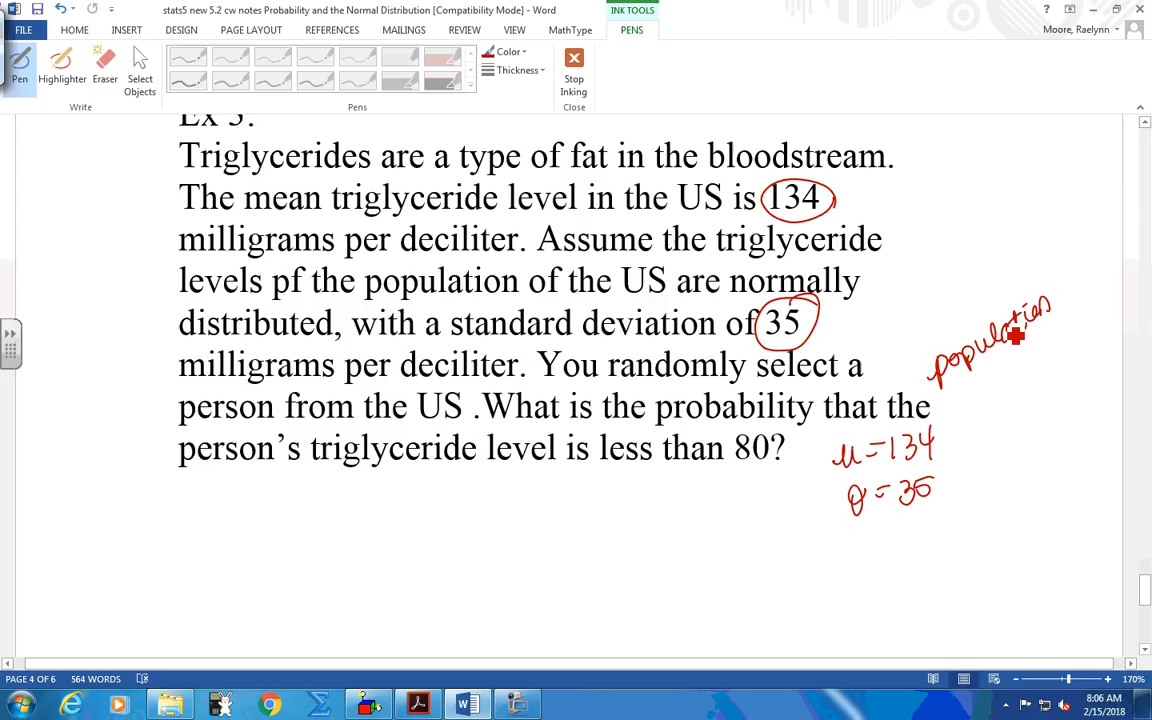 stats5 new 5.2 cw notes Probability and the Normal Distribution [Compatibility Mode] - Word
INK TOOLS
FILE HOME INSERT DESIGN PAGE LAYOUT REFERENCES MAILINGS REVIEW VIEW MathType PENS
Moore, Raelynn
Pen Highlighter Eraser Select Objects
Color
Thickness
Stop Inking
Write Pens Close
Ex 5:
Triglycerides are a type of fat in the bloodstream.
The mean triglyceride level in the US is 134
milligrams per deciliter. Assume the triglyceride
levels pf the population of the US are normally
distributed, with a standard deviation of 35
milligrams per deciliter. You randomly select a
person from the US .What is the probability that the
person's triglyceride level is less than 80?
population
μ = 134
σ = 35
PAGE 4 OF 6 564 WORDS
170%
8:06 AM
2/15/2018